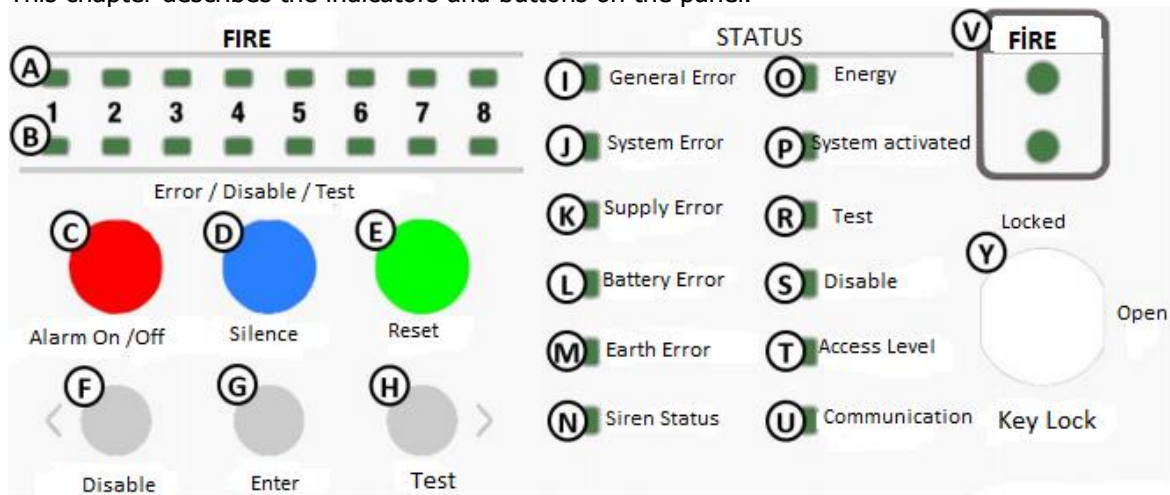 This chapter describes the indicators and buttons on the panel.
FIRE
A
1 2 3 4 5 6 7 8
B
Error / Disable / Test
C
D
E
Alarm On /Off
Silence
Reset
F
G
H
< >
Disable
Enter
Test
STATUS
I General Error
J System Error
K Supply Error
L Battery Error
M Earth Error
N Siren Status
O Energy
P System activated
R Test
S Disable
T Access Level
U Communication
V FİRE
Locked
Y
Open
Key Lock